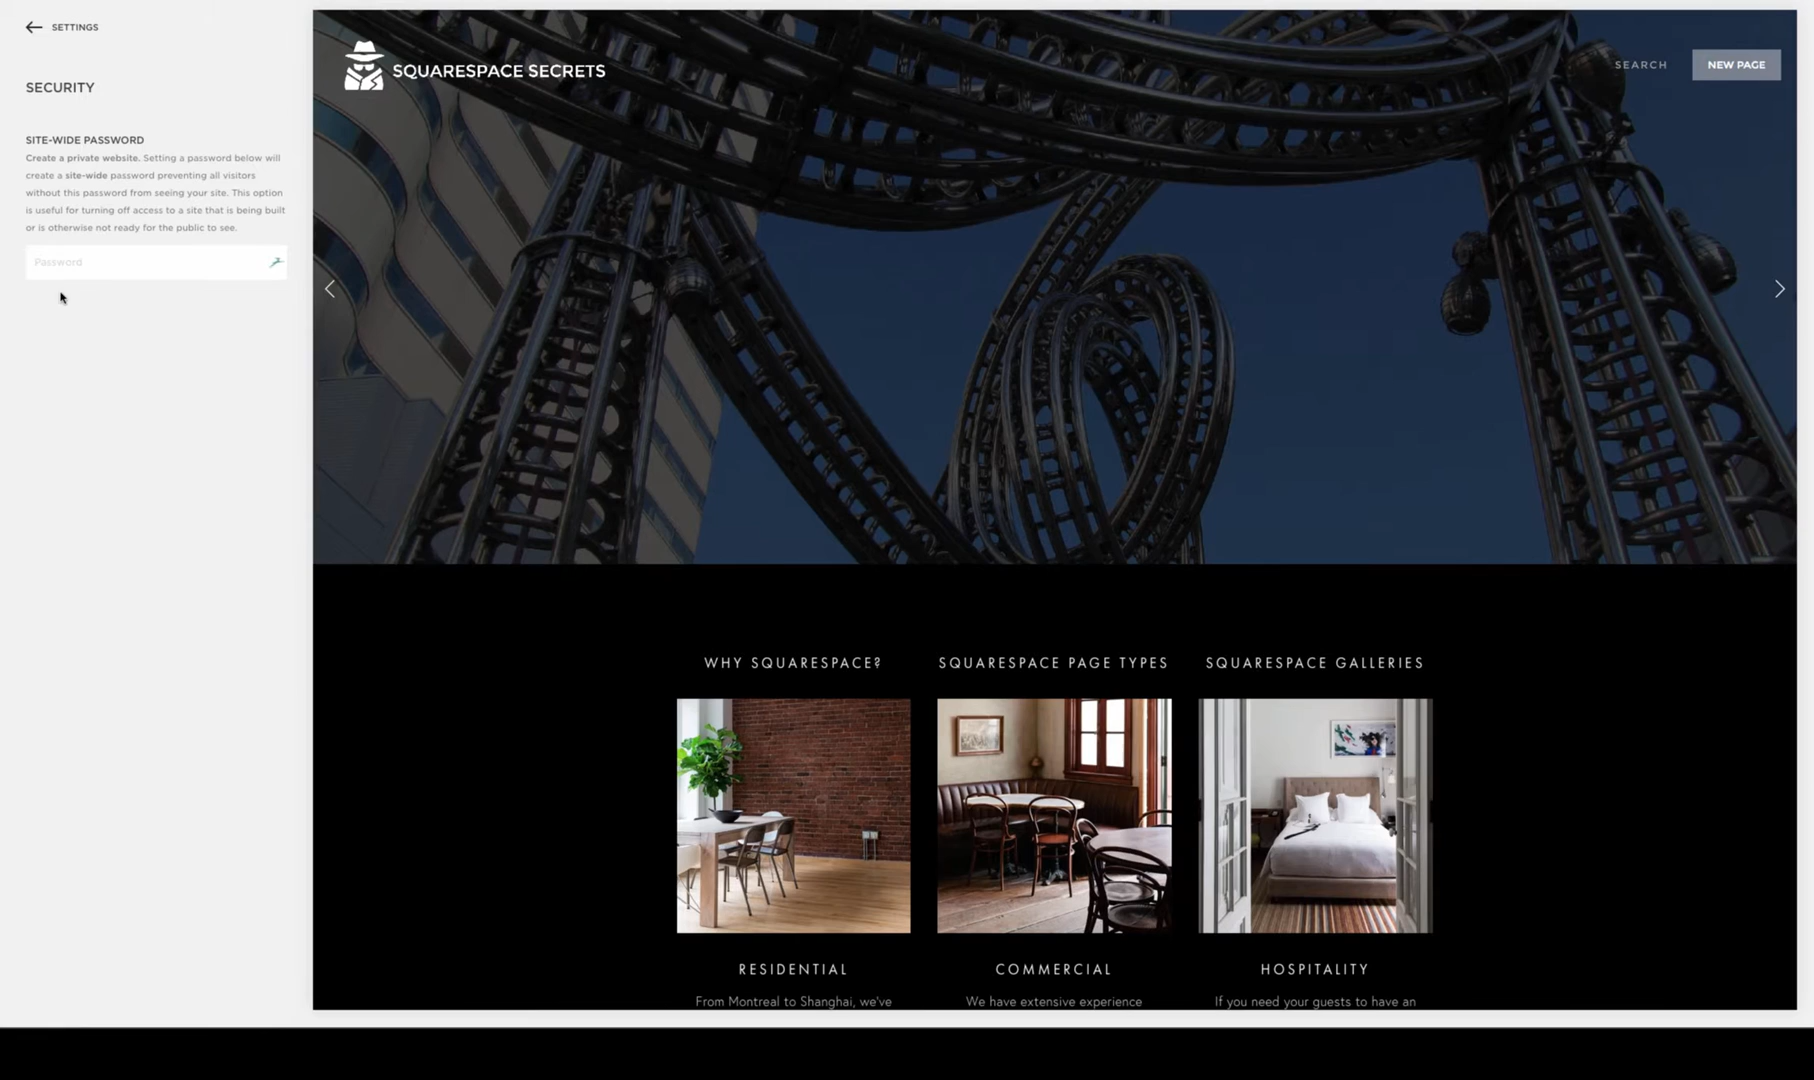 SETTINGS
SECURITY
SITE-WIDE PASSWORD
Create a private website. Setting a password below will
create a site-wide password preventing all visitors
without this password from seeing your site. This option
is useful for turning off access to a site that is being built
or is otherwise not ready for the public to see.
Password
SQUARESPACE SECRETS
SEARCH
NEW PAGE
WHY SQUARESPACE?
SQUARESPACE PAGE TYPES
SQUARESPACE GALLERIES
RESIDENTIAL
COMMERCIAL
HOSPITALITY
From Montreal to Shanghai, we've
We have extensive experience
If you need your guests to have an